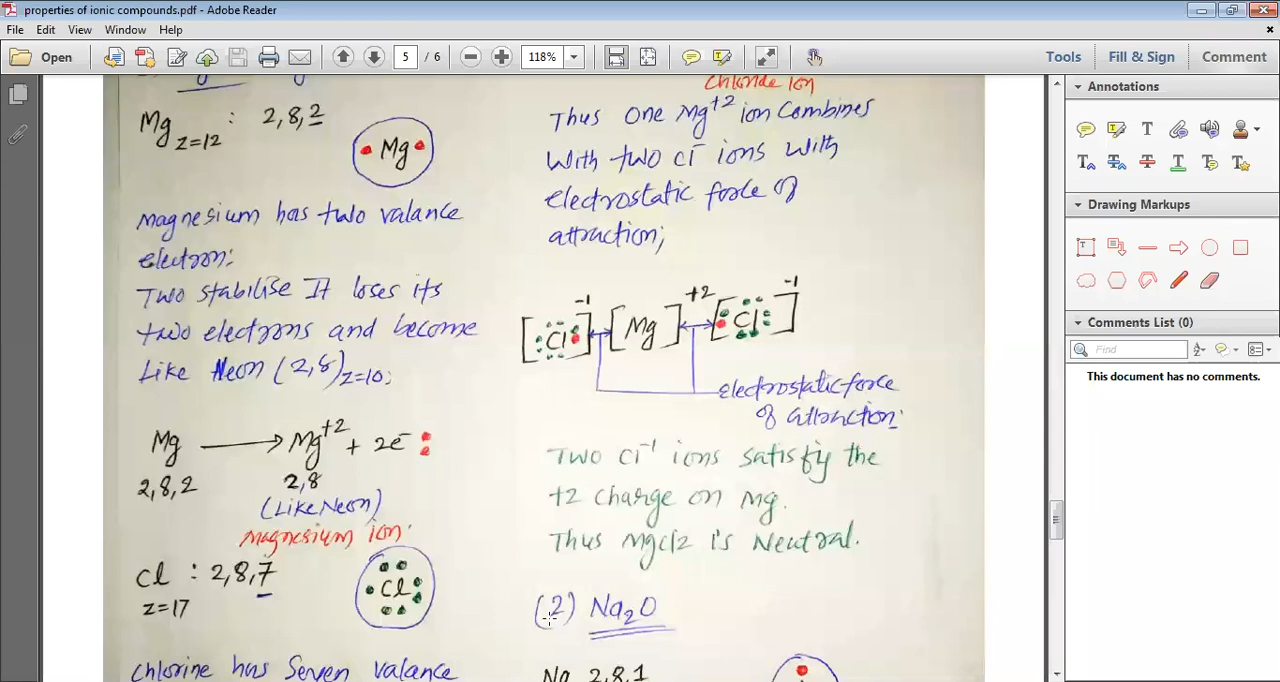 properties of ionic compounds.pdf - Adobe Reader
File Edit View Window Help
Open 5 / 6 118% Tools Fill & Sign Comment
Mg z=12 : 2,8,2
Mg
Magnesium has two valance
electron:
Two stabilise It loses its
two electrons and become
Like Neon (2,8) z=10;
Mg → Mg+2 + 2e-
2,8,2 2,8
(Like Neon)
Magnesium ion
Cl : 2,8,7
z=17
Cl
Chlorine has Seven valance
Chloride Ion
Thus one Mg+2 ion combines
With two Cl- ions with
electrostatic force of
attraction;
[Cl]-1 [Mg]+2 [Cl]-1
Electrostatic force
of attraction:
Two Cl-1 ions satisfy the
+2 charge on Mg.
Thus MgCl2 is Neutral.
(2) Na2O
Na 2,8,1
Annotations
T
T T T T T T
Drawing Markups
T
Comments List (0)
Find
This document has no comments.